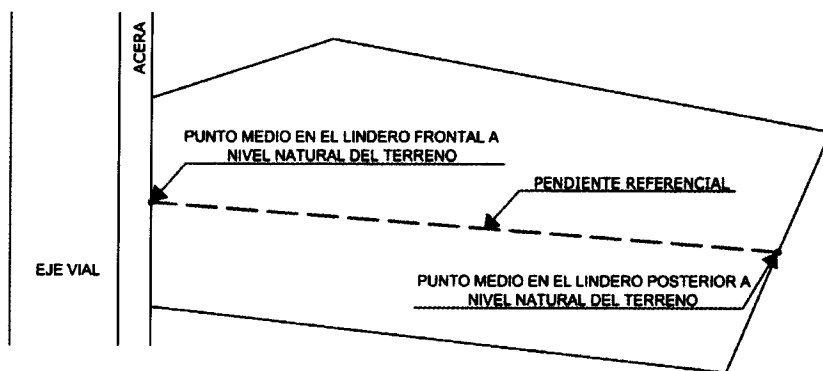 ACERA
PUNTO MEDIO EN EL LINDERO FRONTAL A
NIVEL NATURAL DEL TERRENO
PENDIENTE REFERENCIAL
EJE VIAL
PUNTO MEDIO EN EL LINDERO POSTERIOR A
NIVEL NATURAL DEL TERRENO